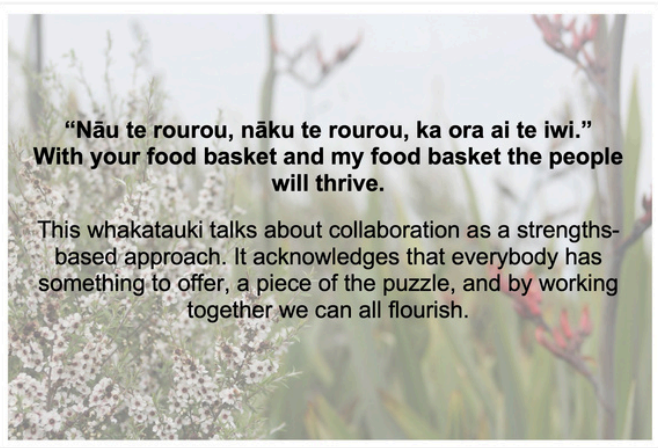 “Nāu te rourou, nāku te rourou, ka ora ai te iwi.”
With your food basket and my food basket the people
will thrive.
This whakatauki talks about collaboration as a strengths-
based approach. It acknowledges that everybody has
something to offer, a piece of the puzzle, and by working
together we can all flourish.